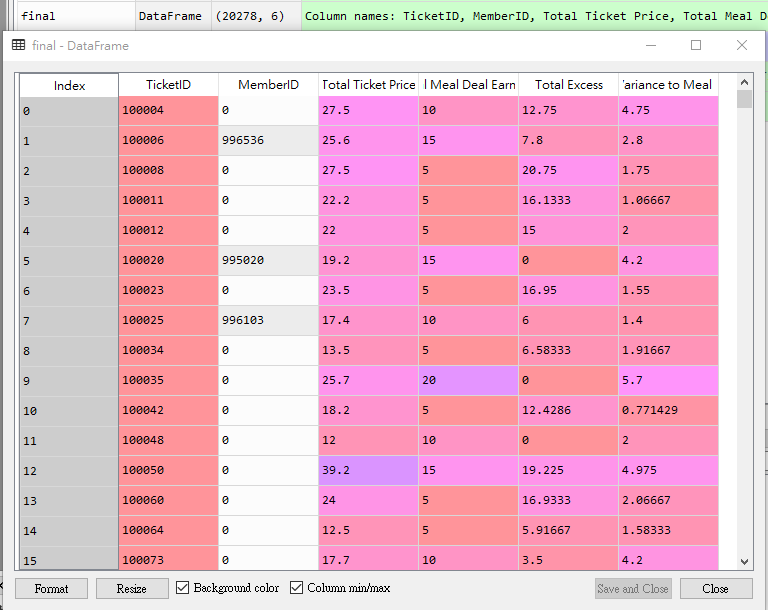 final DataFrame (20278, 6) Column names: TicketID, MemberID, Total Ticket Price, Total Meal D
final - DataFrame
Index TicketID MemberID Total Ticket Price l Meal Deal Earn Total Excess 'ariance to Meal
0 100004 0 27.5 10 12.75 4.75
1 100006 996536 25.6 15 7.8 2.8
2 100008 0 27.5 5 20.75 1.75
3 100011 0 22.2 5 16.1333 1.06667
4 100012 0 22 5 15 2
5 100020 995020 19.2 15 0 4.2
6 100023 0 23.5 5 16.95 1.55
7 100025 996103 17.4 10 6 1.4
8 100034 0 13.5 5 6.58333 1.91667
9 100035 0 25.7 20 0 5.7
10 100042 0 18.2 5 12.4286 0.771429
11 100048 0 12 10 0 2
12 100050 0 39.2 15 19.225 4.975
13 100060 0 24 5 16.9333 2.06667
14 100064 0 12.5 5 5.91667 1.58333
15 100073 0 17.7 10 3.5 4.2
Format Resize Background color Column min/max Save and Close Close